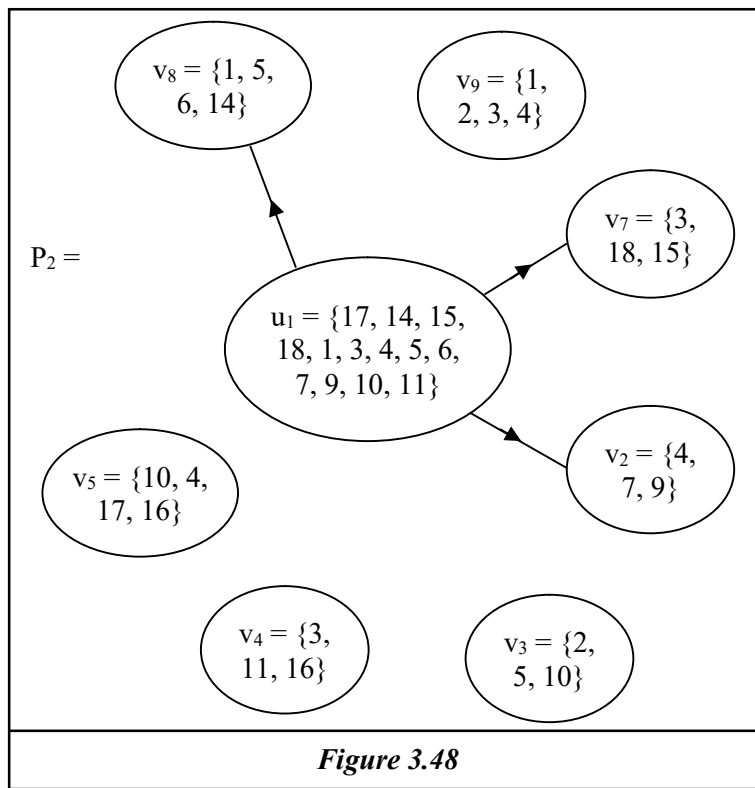 v₈ = {1, 5,
6, 14}
v₉ = {1,
2, 3, 4}
v₇ = {3,
18, 15}
P₂ =
u₁ = {17, 14, 15,
18, 1, 3, 4, 5, 6,
7, 9, 10, 11}
v₂ = {4,
7, 9}
v₅ = {10, 4,
17, 16}
v₄ = {3,
11, 16}
v₃ = {2,
5, 10}
Figure 3.48